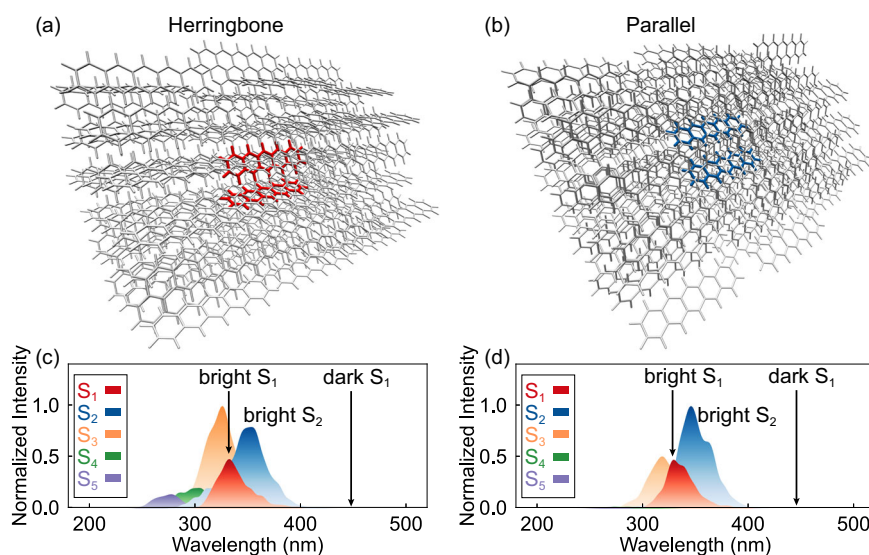 (a) Herringbone
(b) Parallel
(c)
Normalized Intensity
1.0
0.5
0.0
S1
S2
S3
S4
S5
bright S1
dark S1
bright S2
200 300 400 500
Wavelength (nm)
(d)
Normalized Intensity
1.0
0.5
0.0
S1
S2
S3
S4
S5
bright S1
dark S1
bright S2
200 300 400 500
Wavelength (nm)